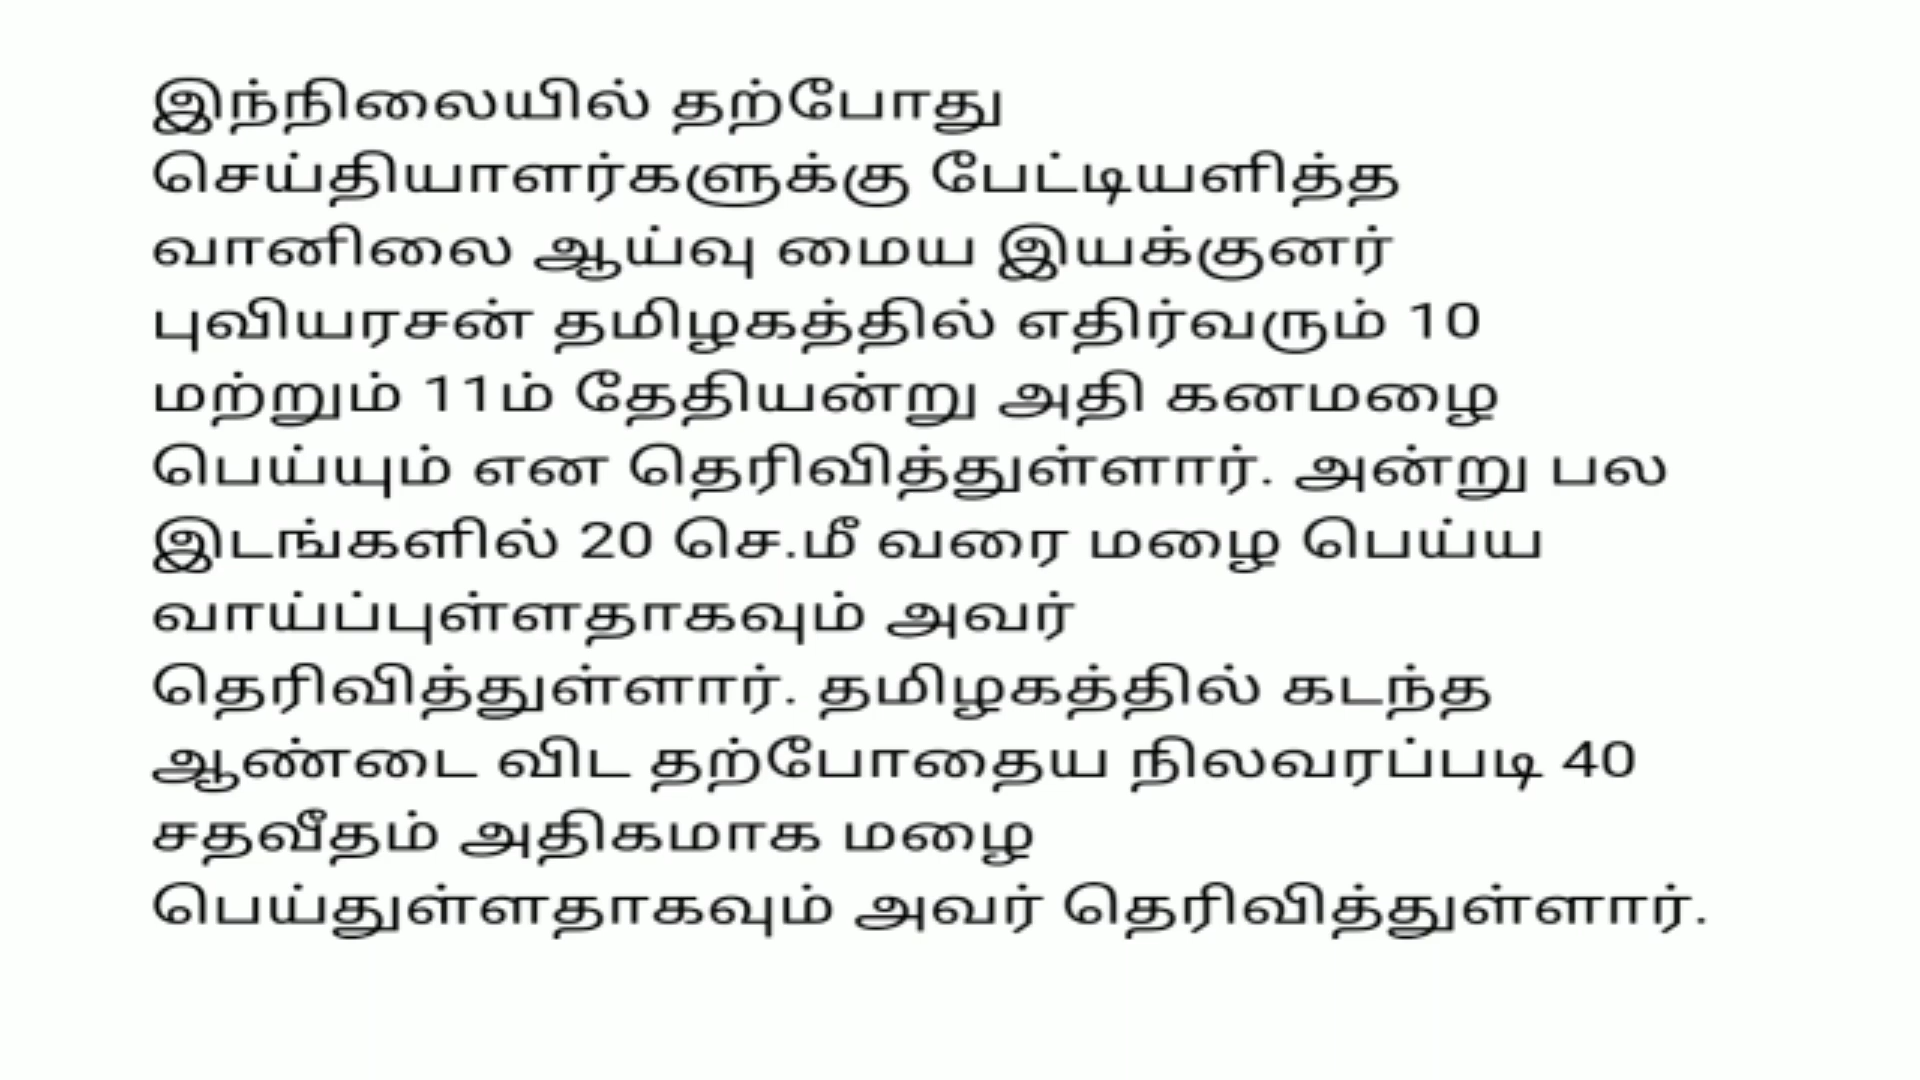 இந்நிலையில் தற்போது
செய்தியாளர்களுக்கு பேட்டியளித்த
வானிலை ஆய்வு மைய இயக்குனர்
புவியரசன் தமிழகத்தில் எதிர்வரும் 10
மற்றும் 11ம் தேதியன்று அதி கனமழை
பெய்யும் என தெரிவித்துள்ளார். அன்று பல
இடங்களில் 20 செ.மீ வரை மழை பெய்ய
வாய்ப்புள்ளதாகவும் அவர்
தெரிவித்துள்ளார். தமிழகத்தில் கடந்த
ஆண்டை விட தற்போதைய நிலவரப்படி 40
சதவீதம் அதிகமாக மழை
பெய்துள்ளதாகவும் அவர் தெரிவித்துள்ளார்.